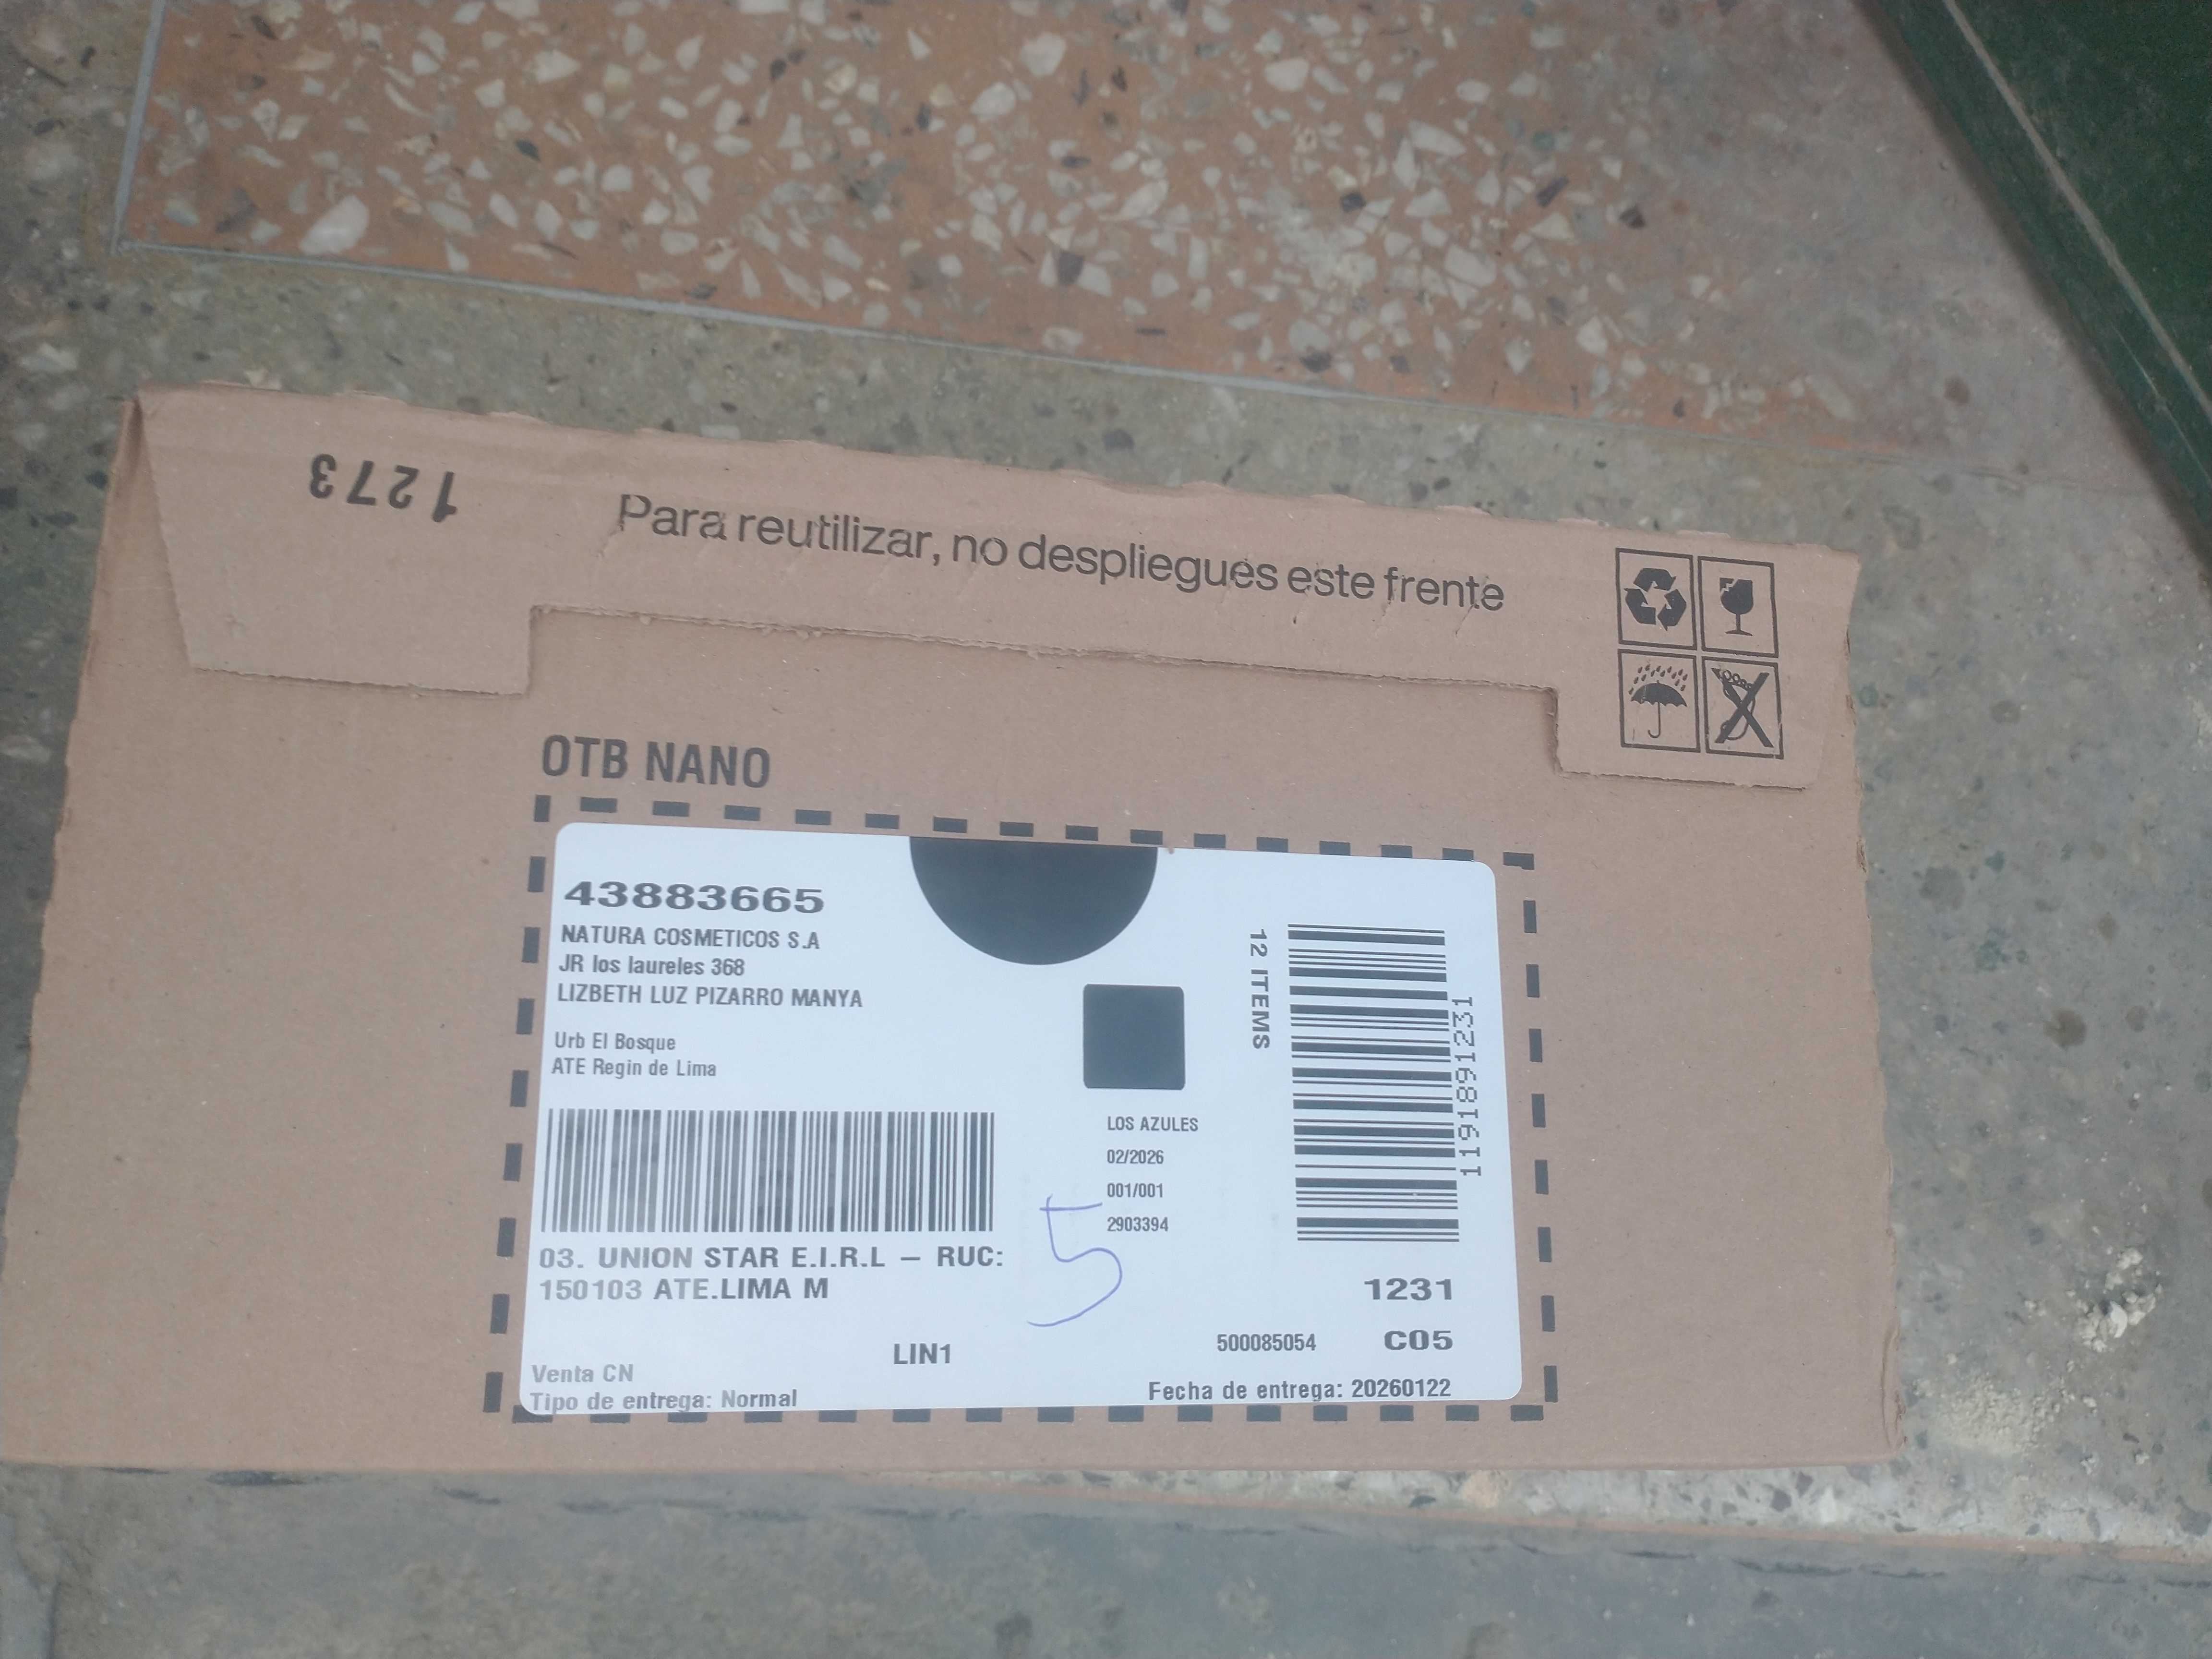 1273
Para reutilizar, no despliegues este frente
OTB NANO
43883665
NATURA COSMETICOS S.A
JR los laureles 368
LIZBETH LUZ PIZARRO MANYA
Urb El Bosque
ATE Regin de Lima
12 ITEMS
1191891231
LOS AZULES
02/2026
001/001
2903394
5
03. UNION STAR E.I.R.L – RUC:
150103 ATE.LIMA M
1231
LIN1
500085054
C05
Venta CN
Tipo de entrega: Normal
Fecha de entrega: 20260122